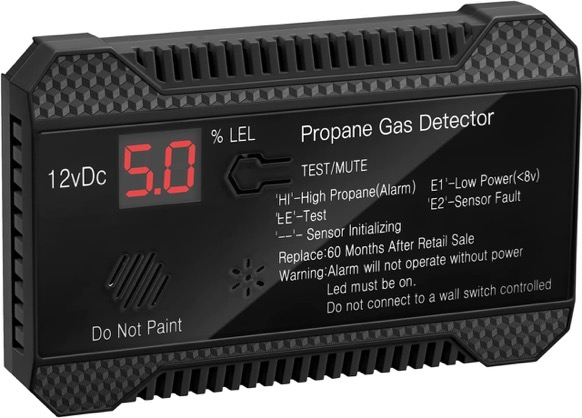 % LEL
Propane Gas Detector
12vDc
5.0
TEST/MUTE
'HI'-High Propane(Alarm)
E1'-Low Power(<8v)
'EE'-Test
'E2'-Sensor Fault
'--'- Sensor Initializing
Replace:60 Months After Retail Sale
Warning:Alarm will not operate without power
Led must be on.
Do not connect to a wall switch controlled
Do Not Paint